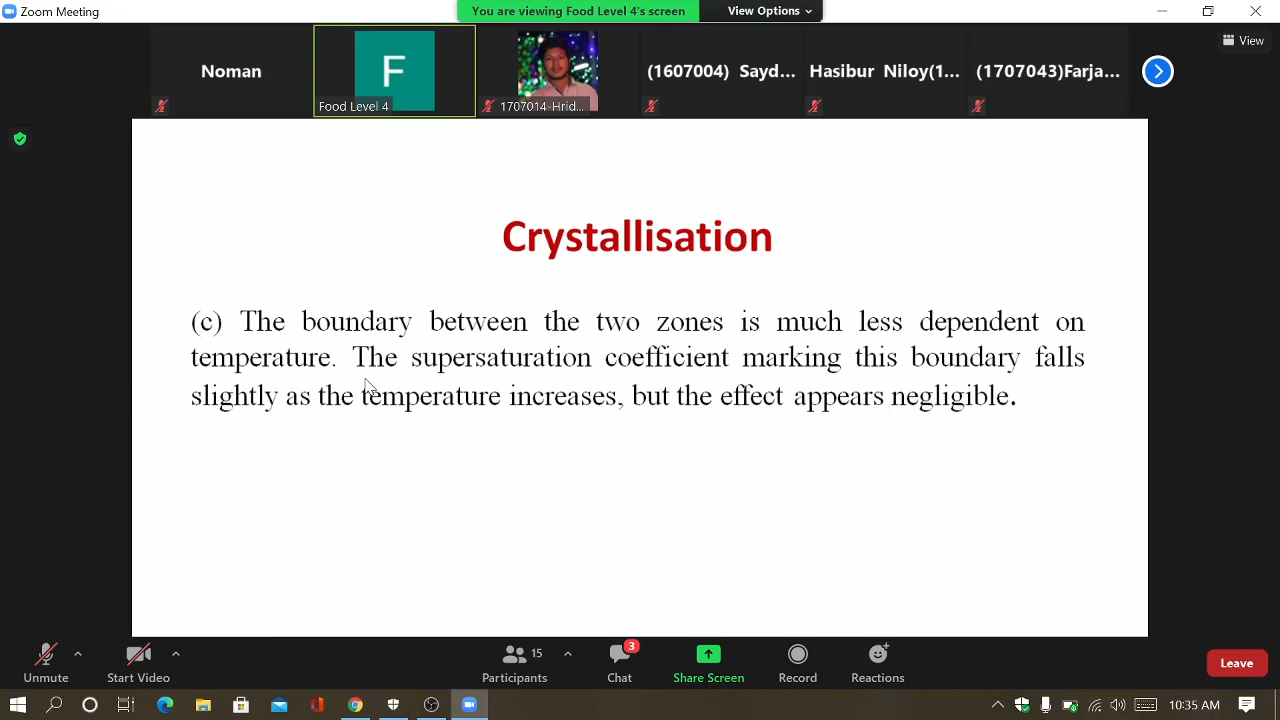 Zoom Meeting
You are viewing Food Level 4's screen
View Options
View
Noman
F
Food Level 4
1707014-Hrid...
(1607004) Sayd...
Hasibur Niloy(1...
(1707043)Farja...
Crystallisation
(c) The boundary between the two zones is much less dependent on
temperature. The supersaturation coefficient marking this boundary falls
slightly as the temperature increases, but the effect appears negligible.
Unmute
Start Video
15
Participants
3
Chat
Share Screen
Record
Reactions
Leave
10:35 AM